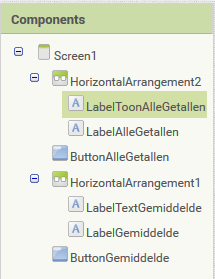 Components
Screen1
HorizontalArrangement2
A LabelToonAlleGetallen
A LabelAlleGetallen
ButtonAlleGetallen
HorizontalArrangement1
A LabelTextGemiddelde
A LabelGemiddelde
ButtonGemiddelde